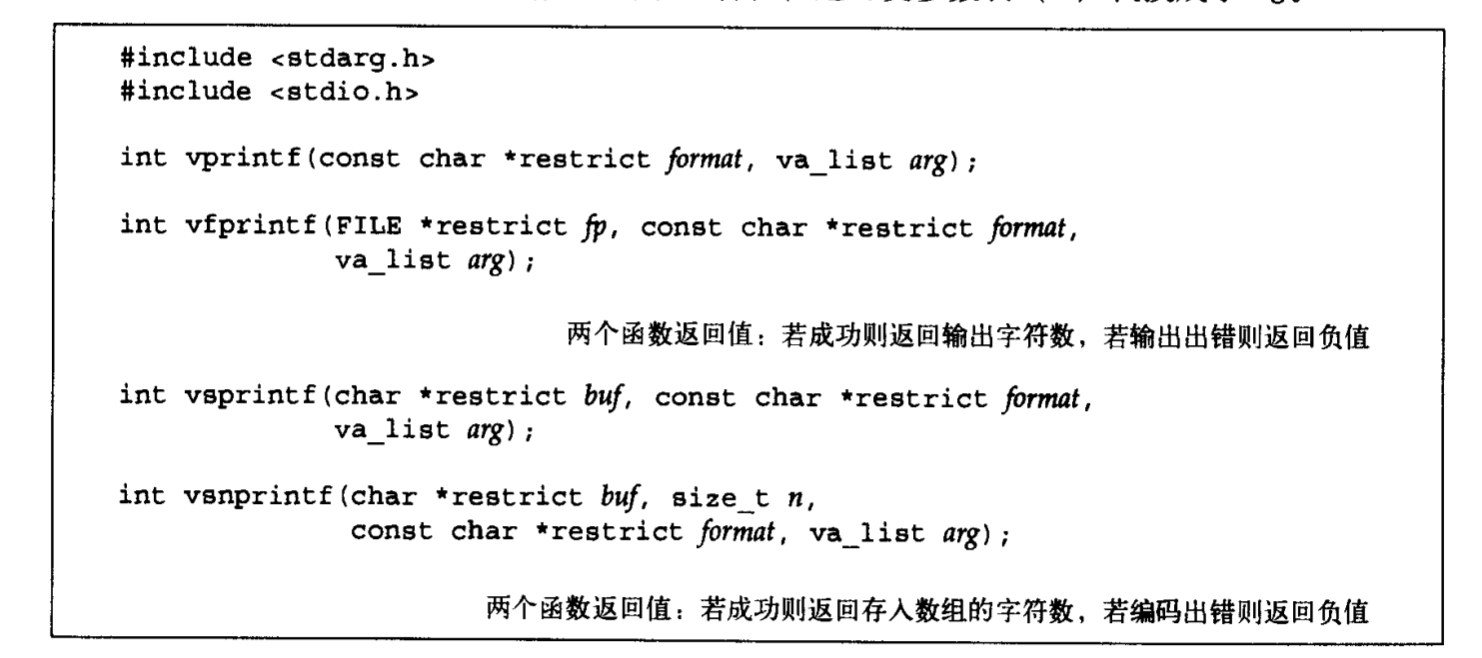 #include <stdarg.h>
#include <stdio.h>
int vprintf(const char *restrict format, va_list arg);
int vfprintf(FILE *restrict fp, const char *restrict format,
va_list arg);
两个函数返回值：若成功则返回输出字符数，若输出出错则返回负值
int vsprintf(char *restrict buf, const char *restrict format,
va_list arg);
int vsnprintf(char *restrict buf, size_t n,
const char *restrict format, va_list arg);
两个函数返回值：若成功则返回存入数组的字符数，若编码出错则返回负值